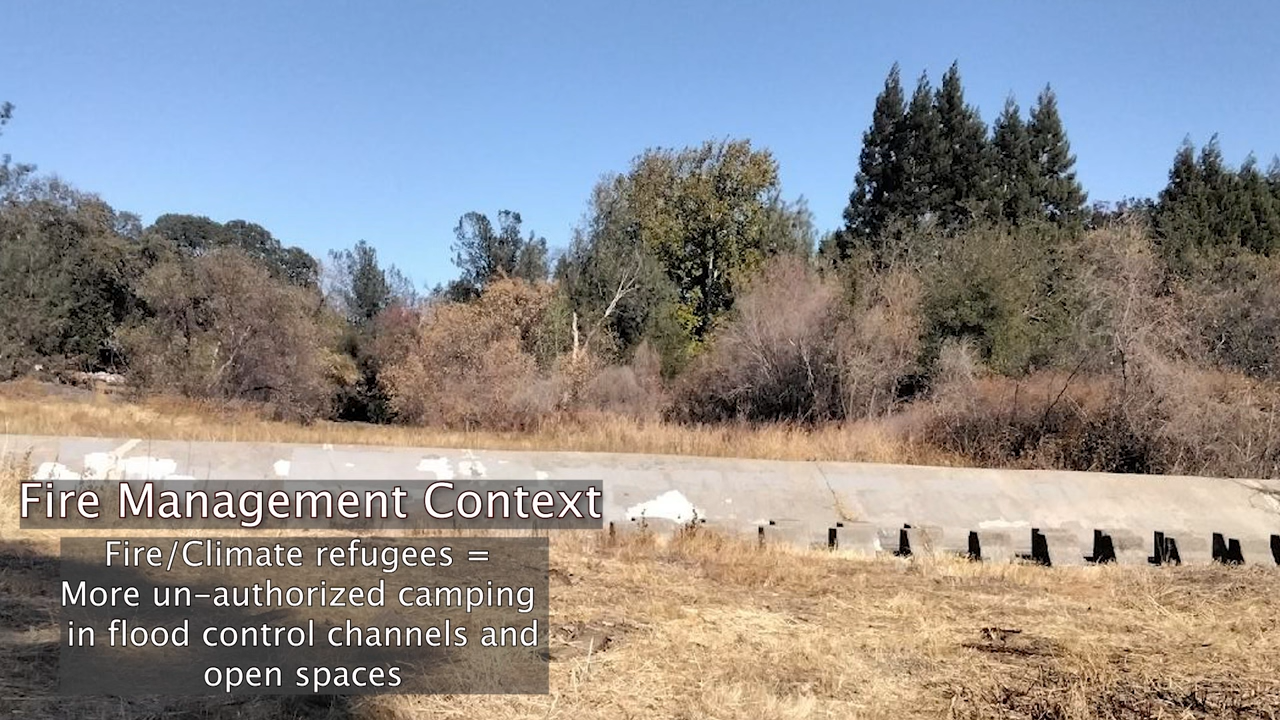 Fire Management Context
Fire/Climate refugees =
More un-authorized camping
in flood control channels and
open spaces